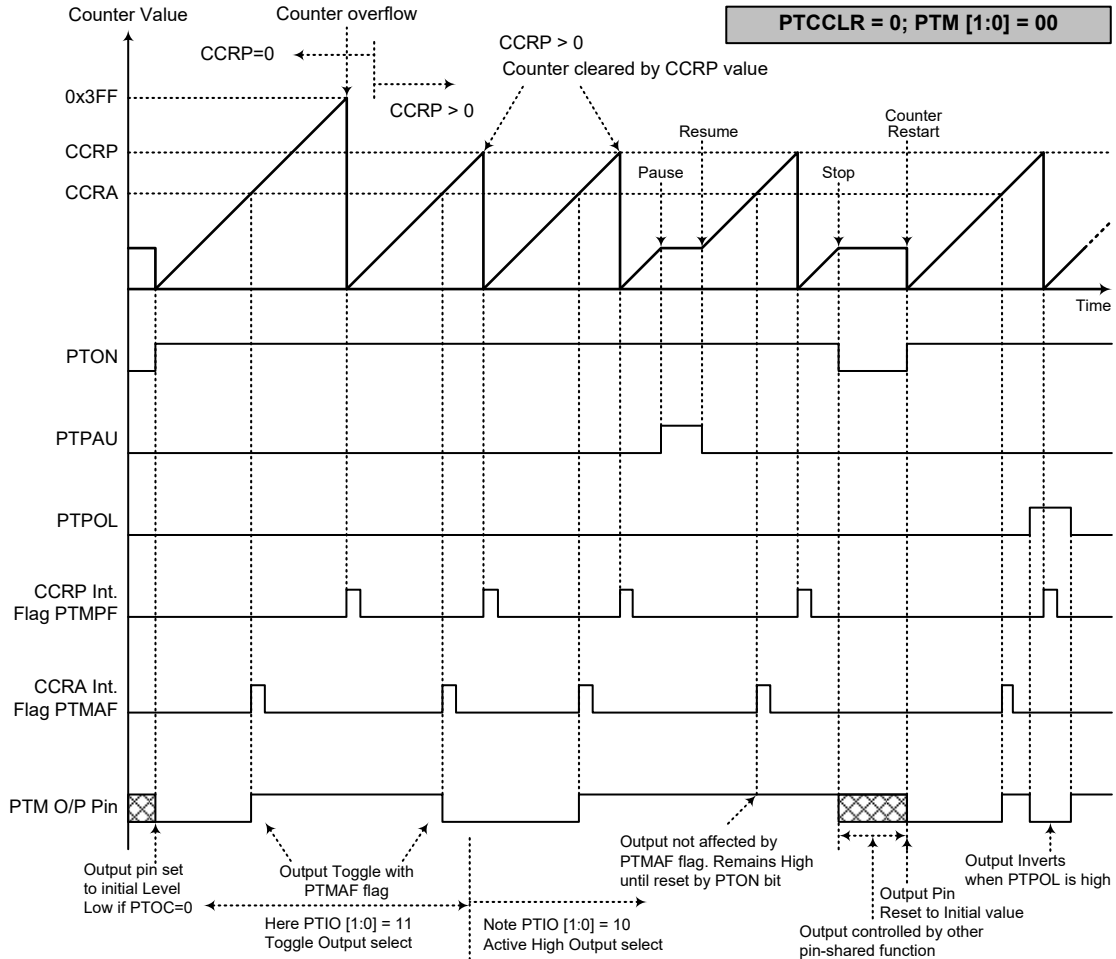 Counter Value
Counter overflow
PTCCLR = 0; PTM [1:0] = 00
CCRP=0
CCRP > 0
Counter cleared by CCRP value
CCRP > 0
0x3FF
CCRP
CCRA
Pause
Resume
Stop
Counter
Restart
Time
PTON
PTPAU
PTPOL
CCRP Int.
Flag PTMPF
CCRA Int.
Flag PTMAF
PTM O/P Pin
Output pin set
to initial Level
Low if PTOC=0
Output Toggle with
PTMAF flag
Here PTIO [1:0] = 11
Toggle Output select
Note PTIO [1:0] = 10
Active High Output select
Output not affected by
PTMAF flag. Remains High
until reset by PTON bit
Output Pin
Reset to Initial value
Output controlled by other
pin-shared function
Output Inverts
when PTPOL is high